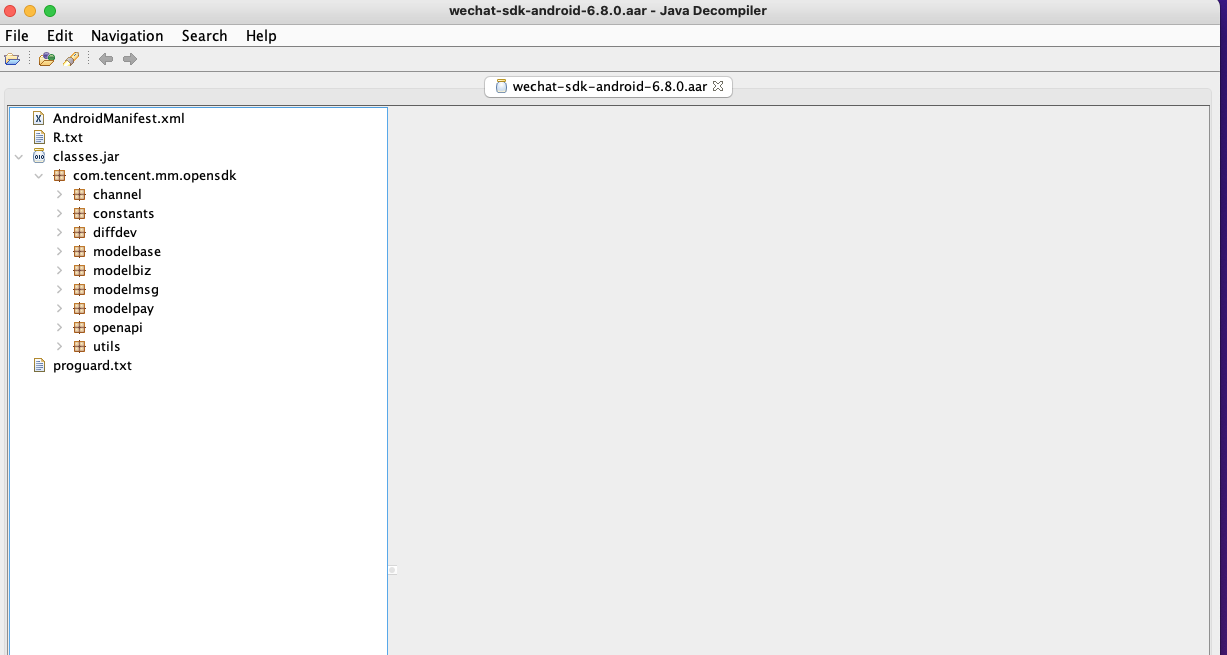 wechat-sdk-android-6.8.0.aar - Java Decompiler
File Edit Navigation Search Help
wechat-sdk-android-6.8.0.aar
AndroidManifest.xml
R.txt
classes.jar
com.tencent.mm.opensdk
channel
constants
diffdev
modelbase
modelbiz
modelmsg
modelpay
openapi
utils
proguard.txt